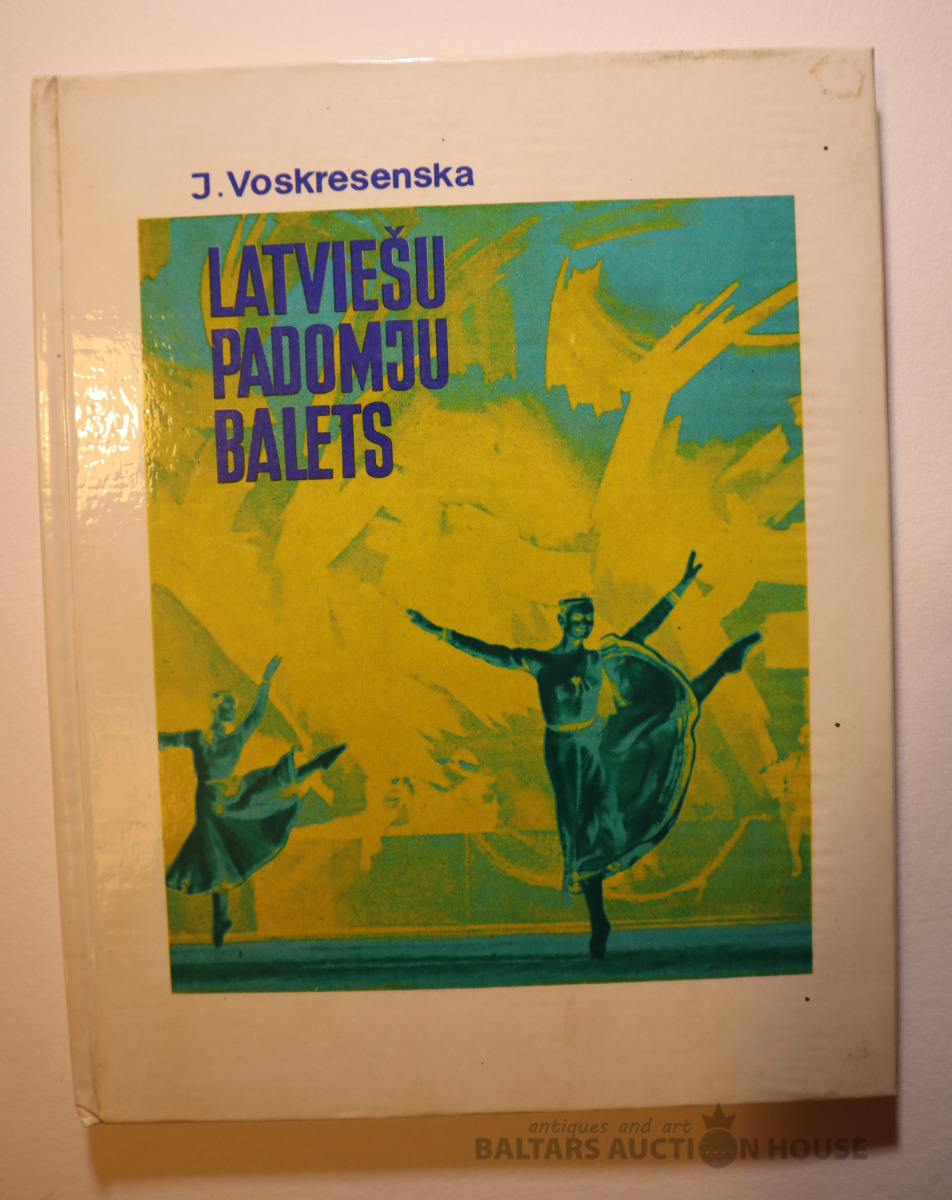 J. Voskresenska
LATVIEŠU
PADOMJU
BALETS
antiques and art
BALTARS AUCTION HOUSE